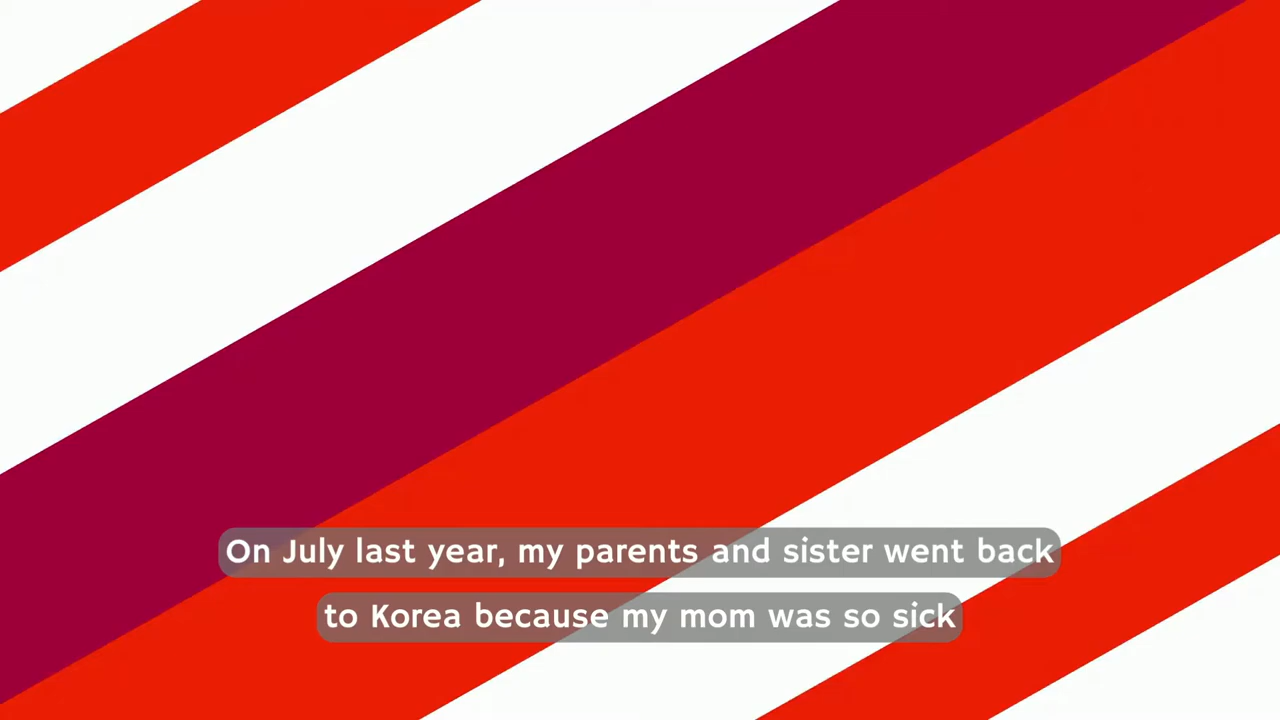 On July last year, my parents and sister went back
to Korea because my mom was so sick